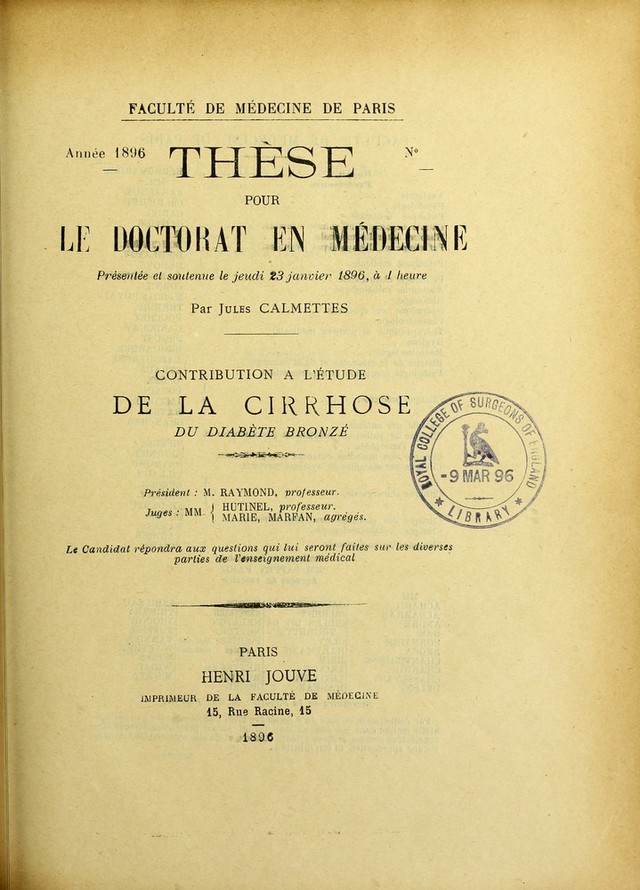 FACULTÉ DE MÉDECINE DE PARIS
Année 1896 THÈSE N°
POUR
LE DOCTORAT EN MÉDECINE
Présentée et soutenue le jeudi 23 janvier 1896, à 1 heure
Par JULES CALMETTES
CONTRIBUTION A L'ÉTUDE
DE LA CIRRHOSE
DU DIABÈTE BRONZÉ
ROYAL COLLEGE OF SURGEONS OF ENGLAND
-9 MAR 96
* LIBRARY *
Président : M. RAYMOND, professeur.
Juges : MM. { HUTINEL, professeur.
{ MARIE, MARFAN, agrégés.
Le Candidat répondra aux questions qui lui seront faites sur les diverses
parties de l'enseignement médical
PARIS
HENRI JOUVE
IMPRIMEUR DE LA FACULTÉ DE MÉDECINE
15, Rue Racine, 15
1896